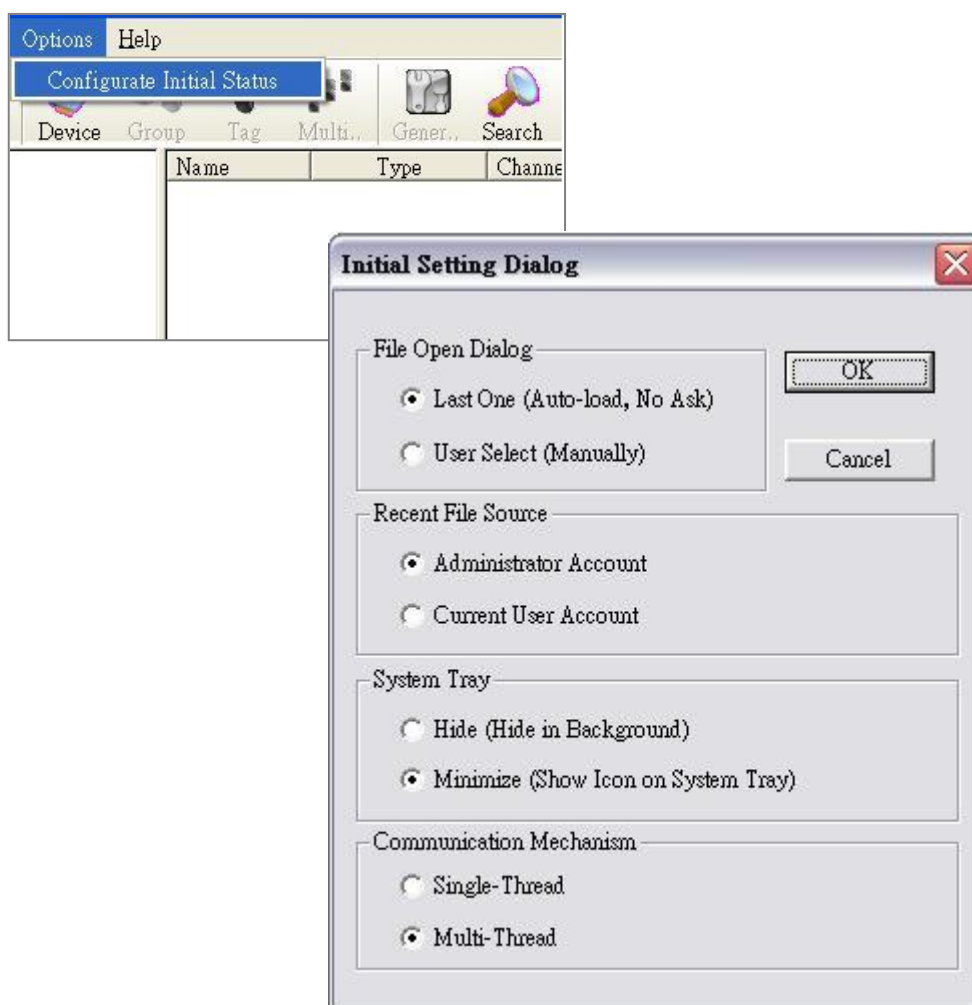 Options Help
Configurate Initial Status
Device Group Tag Multi.. Gener.. Search
Name Type Channe
Initial Setting Dialog
File Open Dialog
Last One (Auto-load, No Ask)
OK
User Select (Manually)
Cancel
Recent File Source
Administrator Account
Current User Account
System Tray
Hide (Hide in Background)
Minimize (Show Icon on System Tray)
Communication Mechanism
Single-Thread
Multi-Thread